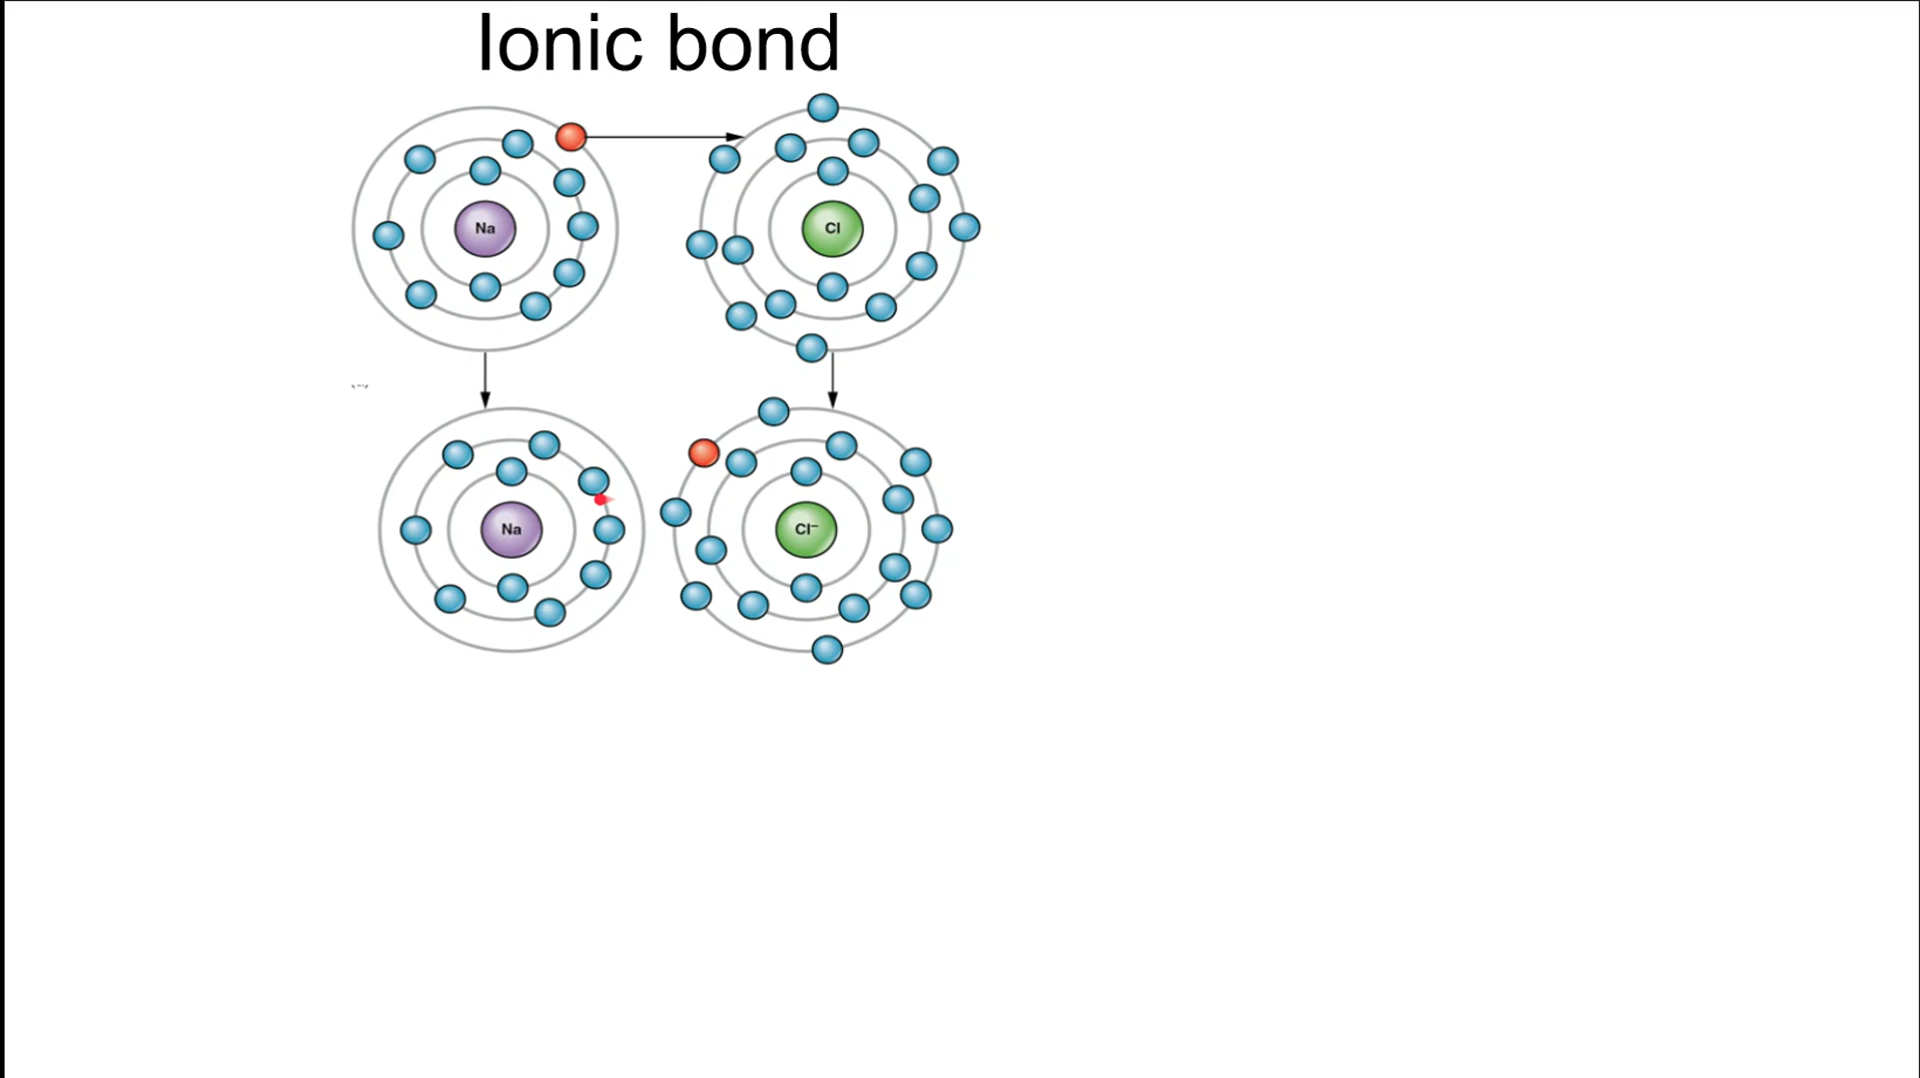 Ionic bond
Na
Cl
Na
Cl⁻